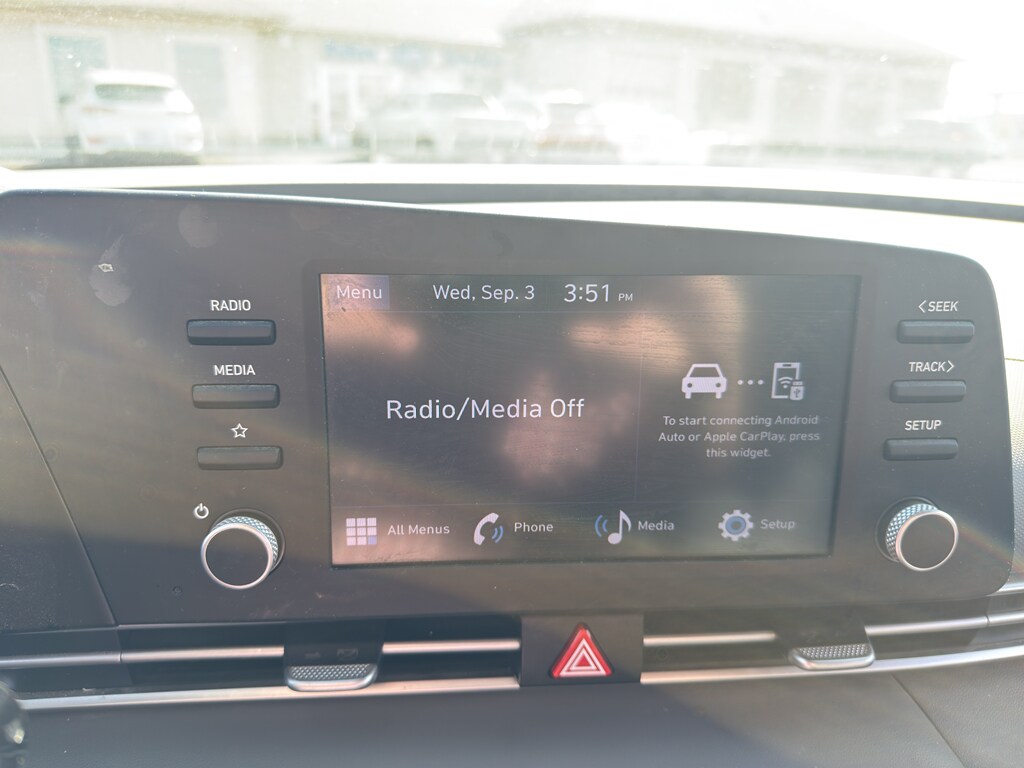 RADIO
MEDIA
Menu
Wed, Sep. 3
3:51 PM
Radio/Media Off
To start connecting Android
Auto or Apple CarPlay, press
this widget.
All Menus
Phone
Media
Setup
<SEEK
TRACK>
SETUP